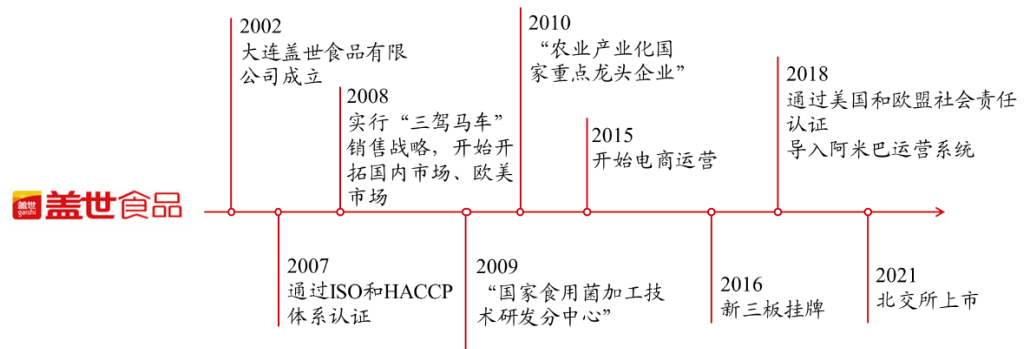 盖世
gaishi
盖世食品
2002
大连盖世食品有限
公司成立
2007
通过ISO和HACCP
体系认证
2008
实行“三驾马车”
销售战略，开始开
拓国内市场、欧美
市场
2009
“国家食用菌加工技
术研发分中心”
2010
“农业产业化国
家重点龙头企业”
2015
开始电商运营
2016
新三板挂牌
2018
通过美国和欧盟社会责任
认证
导入阿米巴运营系统
2021
北交所上市